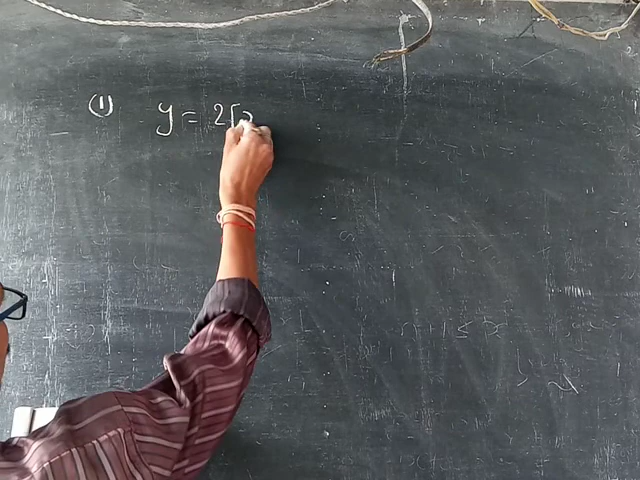 (1) y = 2[